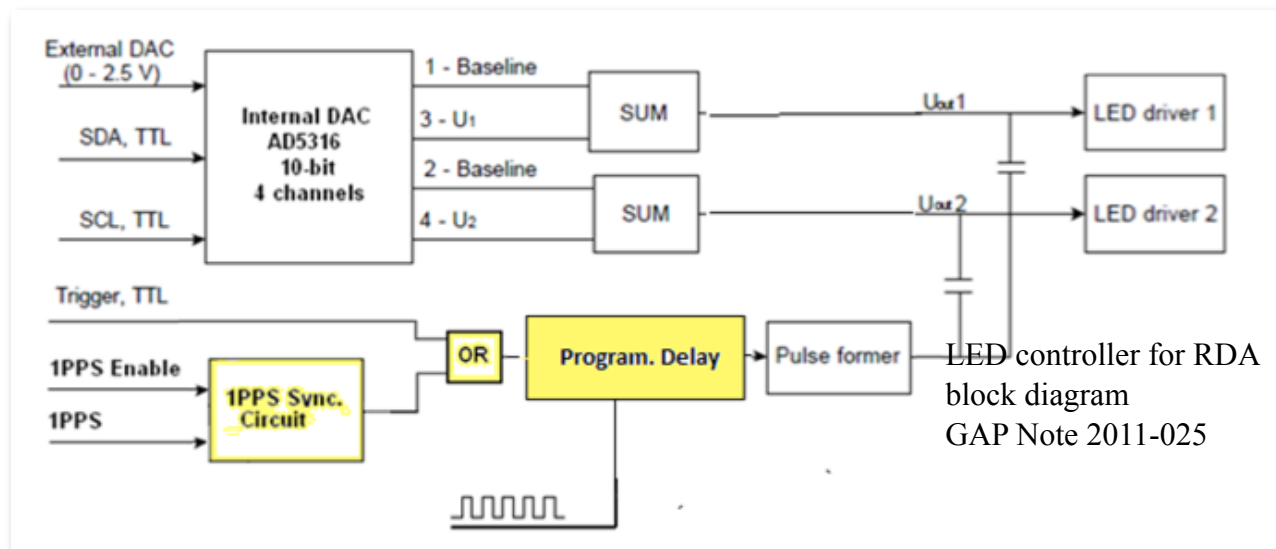 External DAC
(0 - 2.5 V)
SDA, TTL
SCL, TTL
Internal DAC
AD5316
10-bit
4 channels
1 - Baseline
3 - U1
2 - Baseline
4 - U2
SUM
SUM
Uout1
Uout2
LED driver 1
LED driver 2
Trigger, TTL
1PPS Enable
1PPS
1PPS Sync.
Circuit
OR
Program. Delay
Pulse former
LED controller for RDA
block diagram
GAP Note 2011-025